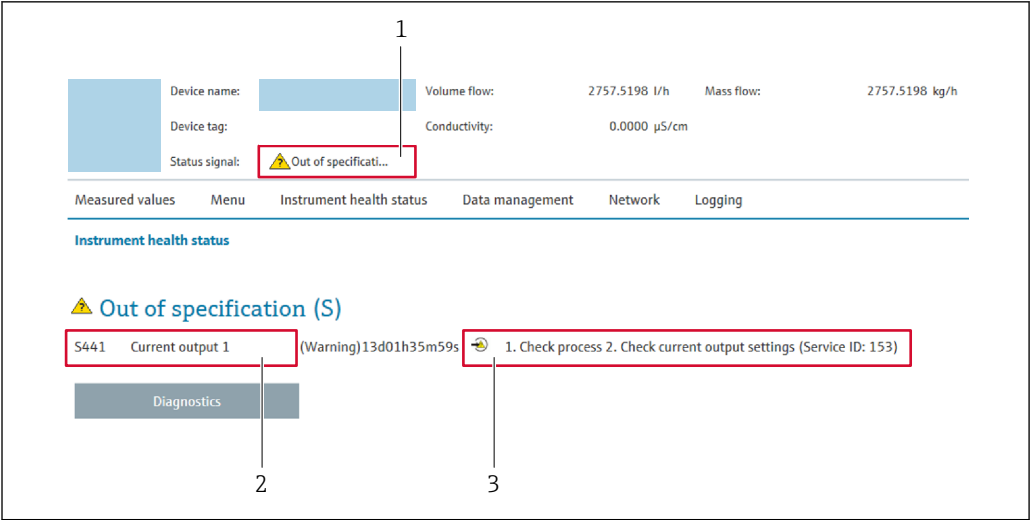 1
Device name: Volume flow: 2757.5198 l/h Mass flow: 2757.5198 kg/h
Device tag: Conductivity: 0.0000 µS/cm
Status signal: Out of specificati...
Measured values Menu Instrument health status Data management Network Logging
Instrument health status
Out of specification (S)
S441 Current output 1 (Warning)13d01h35m59s 1. Check process 2. Check current output settings (Service ID: 153)
Diagnostics
2 3